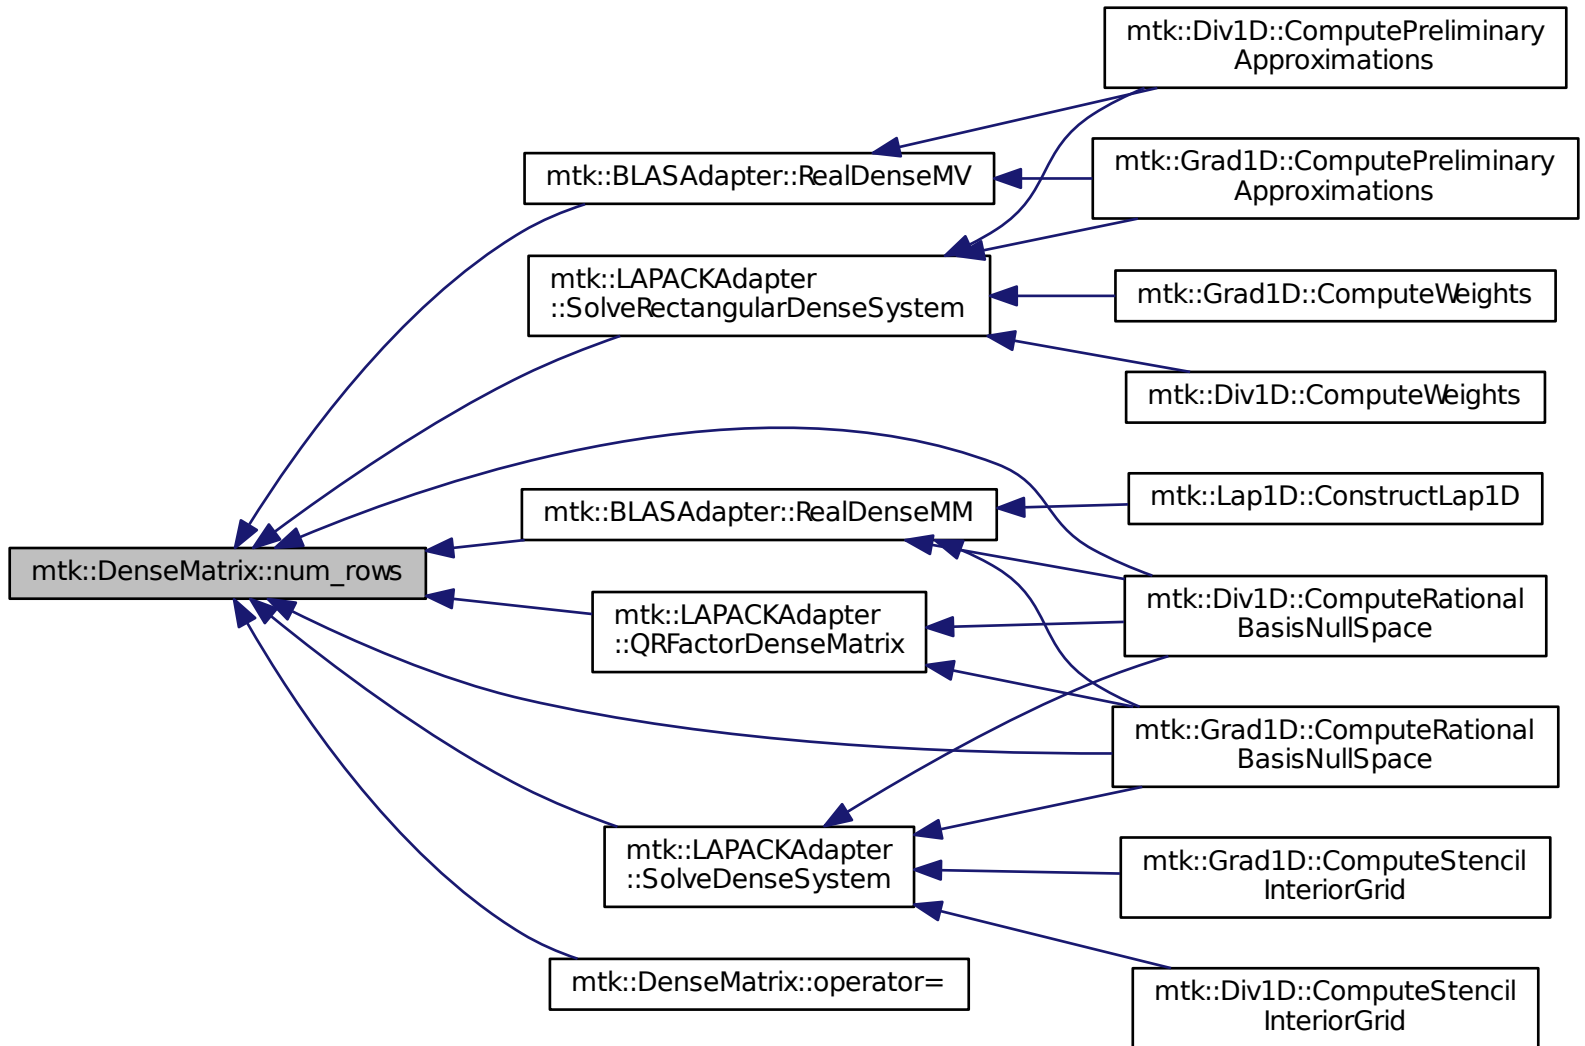 mtk::Div1D::ComputePreliminary
Approximations
mtk::BLASAdapter::RealDenseMV
mtk::Grad1D::ComputePreliminary
Approximations
mtk::LAPACKAdapter
::SolveRectangularDenseSystem
mtk::Grad1D::ComputeWeights
mtk::Div1D::ComputeWeights
mtk::BLASAdapter::RealDenseMM
mtk::Lap1D::ConstructLap1D
mtk::DenseMatrix::num_rows
mtk::LAPACKAdapter
::QRFactorDenseMatrix
mtk::Div1D::ComputeRational
BasisNullSpace
mtk::Grad1D::ComputeRational
BasisNullSpace
mtk::LAPACKAdapter
::SolveDenseSystem
mtk::Grad1D::ComputeStencil
InteriorGrid
mtk::DenseMatrix::operator=
mtk::Div1D::ComputeStencil
InteriorGrid